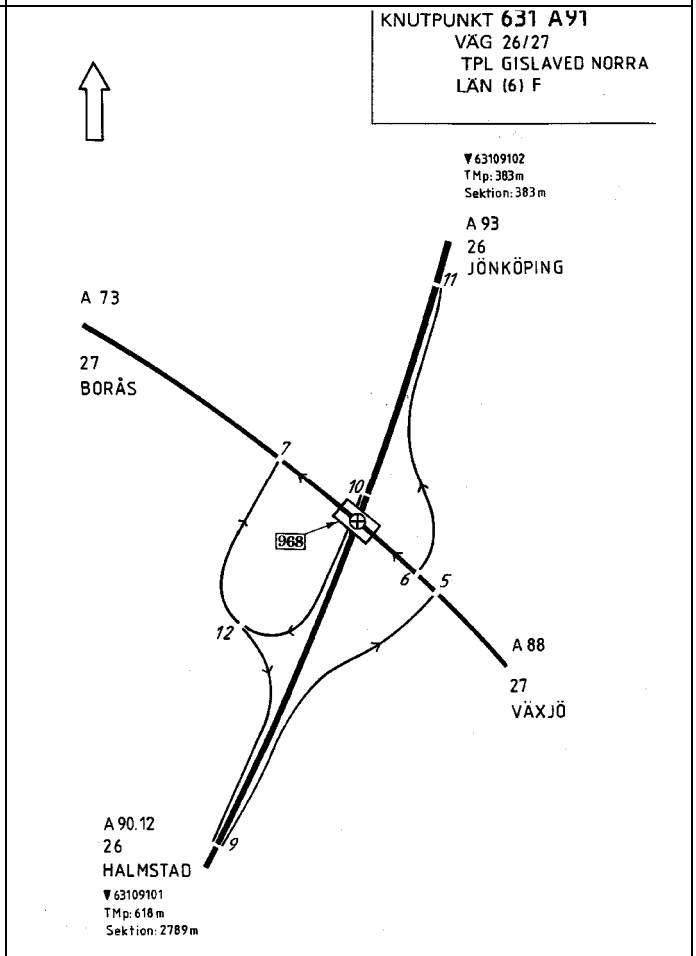 KNUTPUNKT 631 A91
VÄG 26/27
TPL GISLAVED NORRA
LÄN (6) F
▼63109102
TMp: 383m
Sektion: 383m
A 93
26
JÖNKÖPING
11
A 73
27
BORÅS
7
10
968
6
5
12
A 88
27
VÄXJÖ
A 90.12
26
HALMSTAD
9
▼63109101
TMp: 618m
Sektion: 2789m